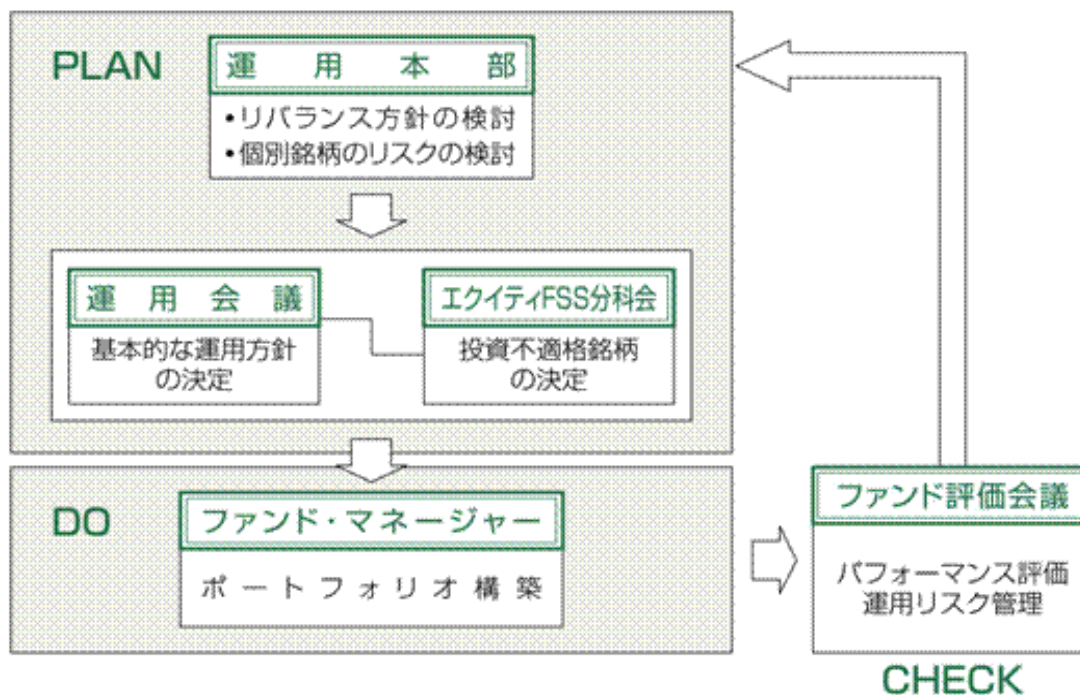 PLAN
運用本部
・リバランス方針の検討
・個別銘柄のリスクの検討
運用会議
基本的な運用方針
の決定
エクイティFSS分科会
投資不適格銘柄
の決定
DO
ファンド・マネージャー
ポートフォリオ構築
ファンド評価会議
パフォーマンス評価
運用リスク管理
CHECK